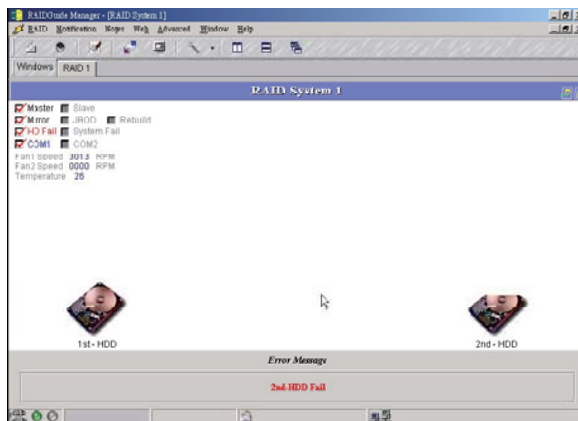 RAIDGuide Manager - [RAID System 1]
RAID Notification Noper Web Advanced Window Help
Windows RAID 1
RAID System 1
Master Slave
Mirror JBOD Rebuild
HD Fail System Fail
COM1 COM2
Fan1 Speed 3013 RPM
Fan2 Speed 0000 RPM
Temperature 26
1st - HDD
2nd - HDD
Error Message
2nd-HDD Fail